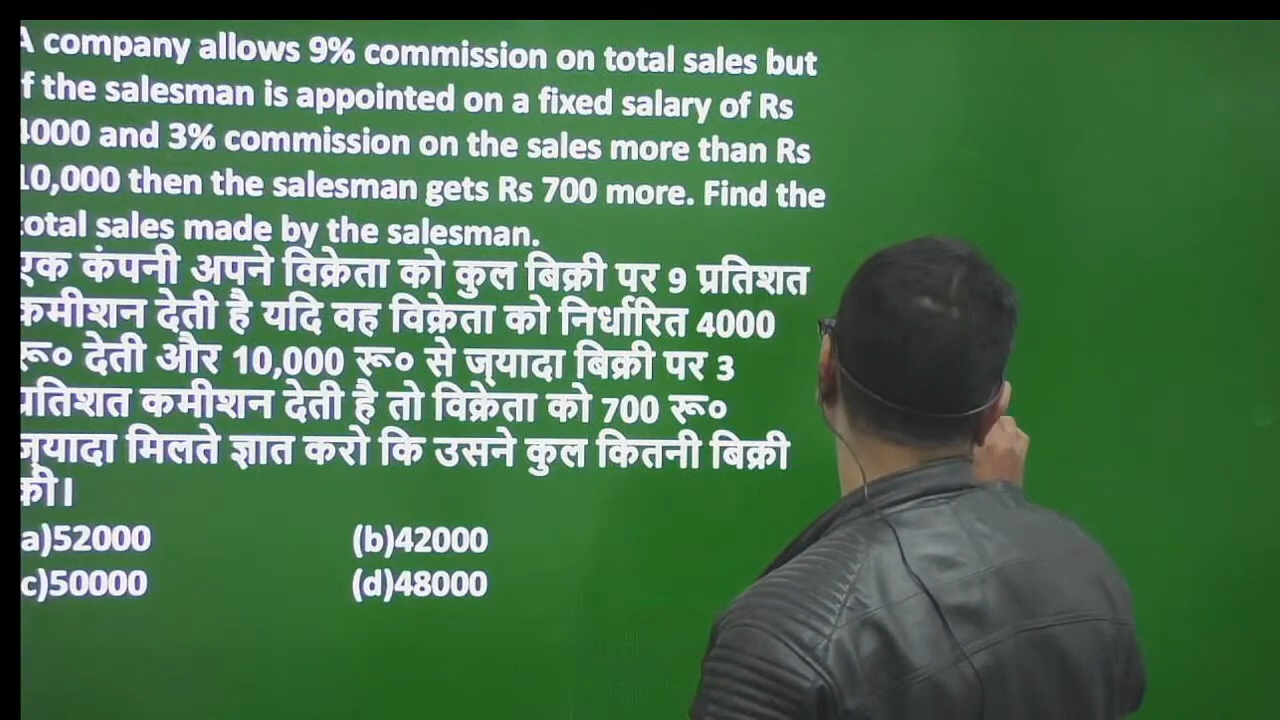 A company allows 9% commission on total sales but
if the salesman is appointed on a fixed salary of Rs
4000 and 3% commission on the sales more than Rs
10,000 then the salesman gets Rs 700 more. Find the
total sales made by the salesman.
एक कंपनी अपने विक्रेता को कुल बिक्री पर 9 प्रतिशत
कमीशन देती है यदि वह विक्रेता को निर्धारित 4000
रू० देती और 10,000 रू० से ज्यादा बिक्री पर 3
प्रतिशत कमीशन देती है तो विक्रेता को 700 रू०
ज्यादा मिलते ज्ञात करो कि उसने कुल कितनी बिक्री
की।
a)52000 (b)42000
c)50000 (d)48000